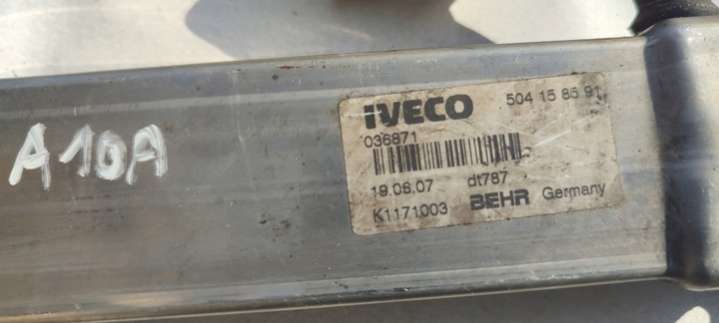 A10A
IVECO 504 15 85 91
036871
19.06.07 dt787
K1171003 BEHR Germany